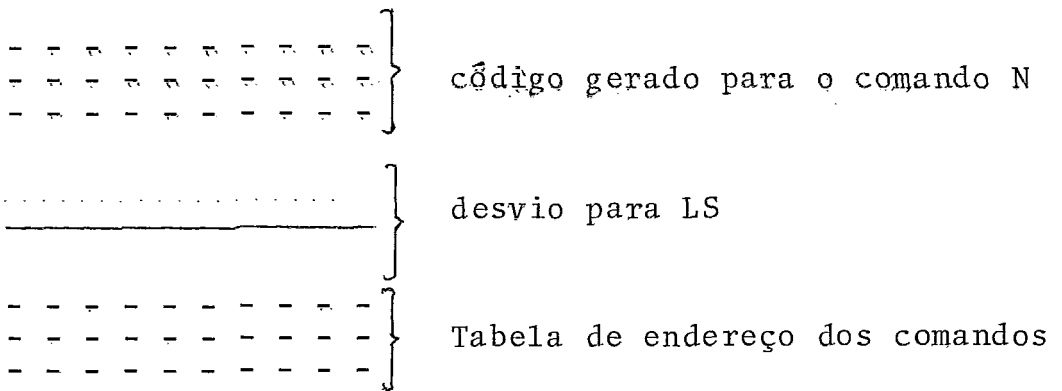 código gerado para o comando N
desvio para LS
Tabela de endereço dos comandos